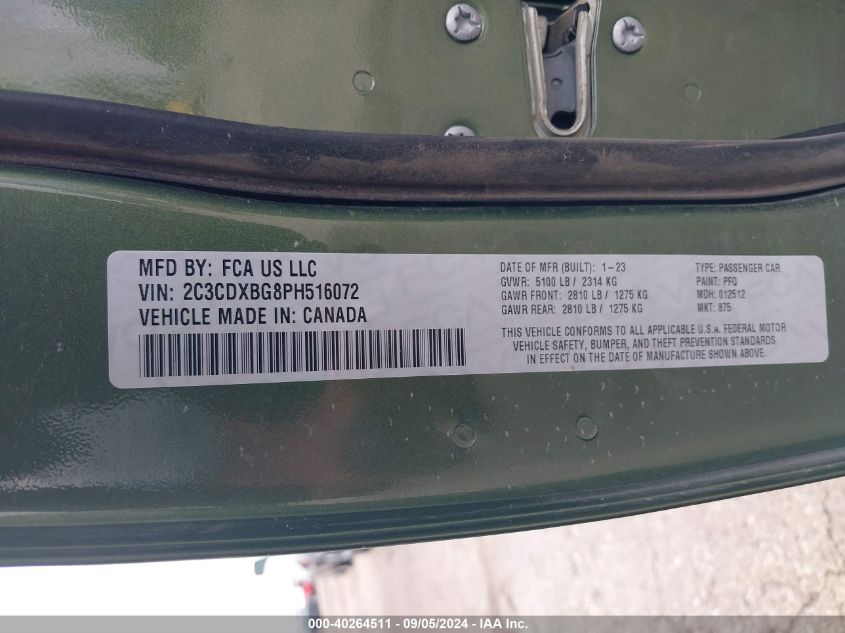 MFD BY: FCA US LLC
VIN: 2C3CDXBG8PH516072
VEHICLE MADE IN: CANADA
DATE OF MFR (BUILT): 1-23
GVWR: 5100 LB / 2314 KG
GAWR FRONT: 2810 LB / 1275 KG
GAWR REAR: 2810 LB / 1275 KG
TYPE: PASSENGER CAR
PAINT: PFQ
MDH: 012512
MKT: 875
THIS VEHICLE CONFORMS TO ALL APPLICABLE U.S.A. FEDERAL MOTOR
VEHICLE SAFETY, BUMPER, AND THEFT PREVENTION STANDARDS
IN EFFECT ON THE DATE OF MANUFACTURE SHOWN ABOVE.
000-40264511 - 09/05/2024 - IAA Inc.